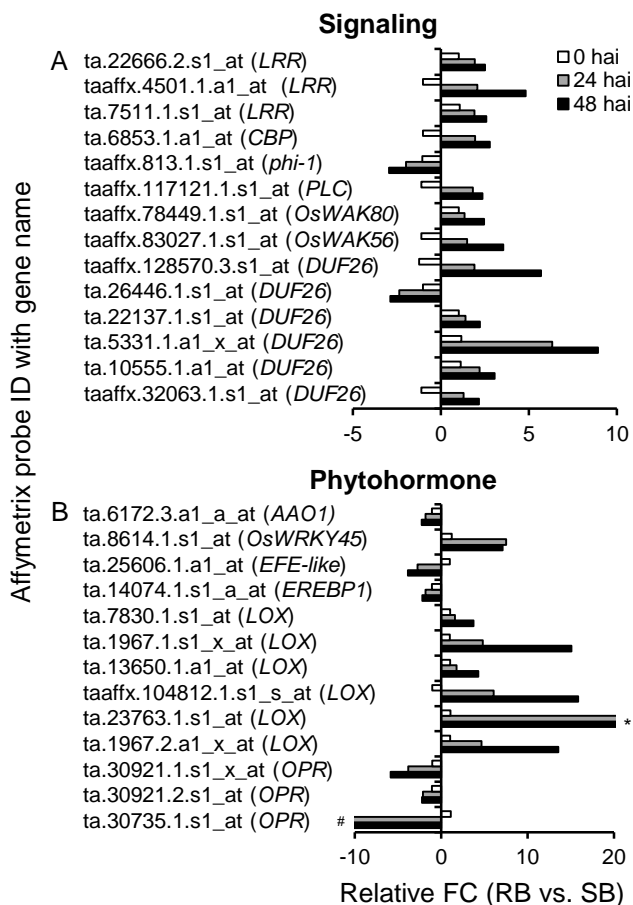 Signaling
A
0 hai
24 hai
48 hai
ta.22666.2.s1_at (LRR)
taaffx.4501.1.a1_at (LRR)
ta.7511.1.s1_at (LRR)
ta.6853.1.a1_at (CBP)
taaffx.813.1.s1_at (phi-1)
taaffx.117121.1.s1_at (PLC)
taaffx.78449.1.s1_at (OsWAK80)
taaffx.83027.1.s1_at (OsWAK56)
taaffx.128570.3.s1_at (DUF26)
ta.26446.1.s1_at (DUF26)
ta.22137.1.s1_at (DUF26)
ta.5331.1.a1_x_at (DUF26)
ta.10555.1.a1_at (DUF26)
taaffx.32063.1.s1_at (DUF26)
-5 0 5 10
Affymetrix probe ID with gene name
Phytohormone
B
ta.6172.3.a1_a_at (AAO1)
ta.8614.1.s1_at (OsWRKY45)
ta.25606.1.a1_at (EFE-like)
ta.14074.1.s1_a_at (EREBP1)
ta.7830.1.s1_at (LOX)
ta.1967.1.s1_x_at (LOX)
ta.13650.1.a1_at (LOX)
taaffx.104812.1.s1_s_at (LOX)
ta.23763.1.s1_at (LOX) *
ta.1967.2.a1_x_at (LOX)
ta.30921.1.s1_x_at (OPR)
ta.30921.2.s1_at (OPR)
ta.30735.1.s1_at (OPR) #
-10 0 10 20
Relative FC (RB vs. SB)